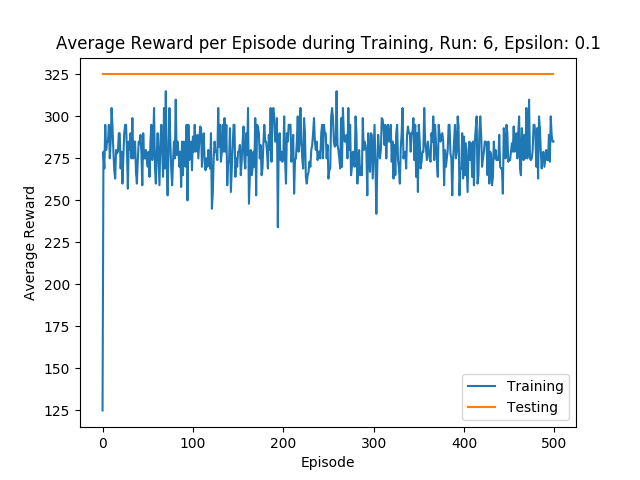 Average Reward per Episode during Training, Run: 6, Epsilon: 0.1
325
300
275
250
225
200
175
150
125
Average Reward
0 100 200 300 400 500
Episode
Training
Testing